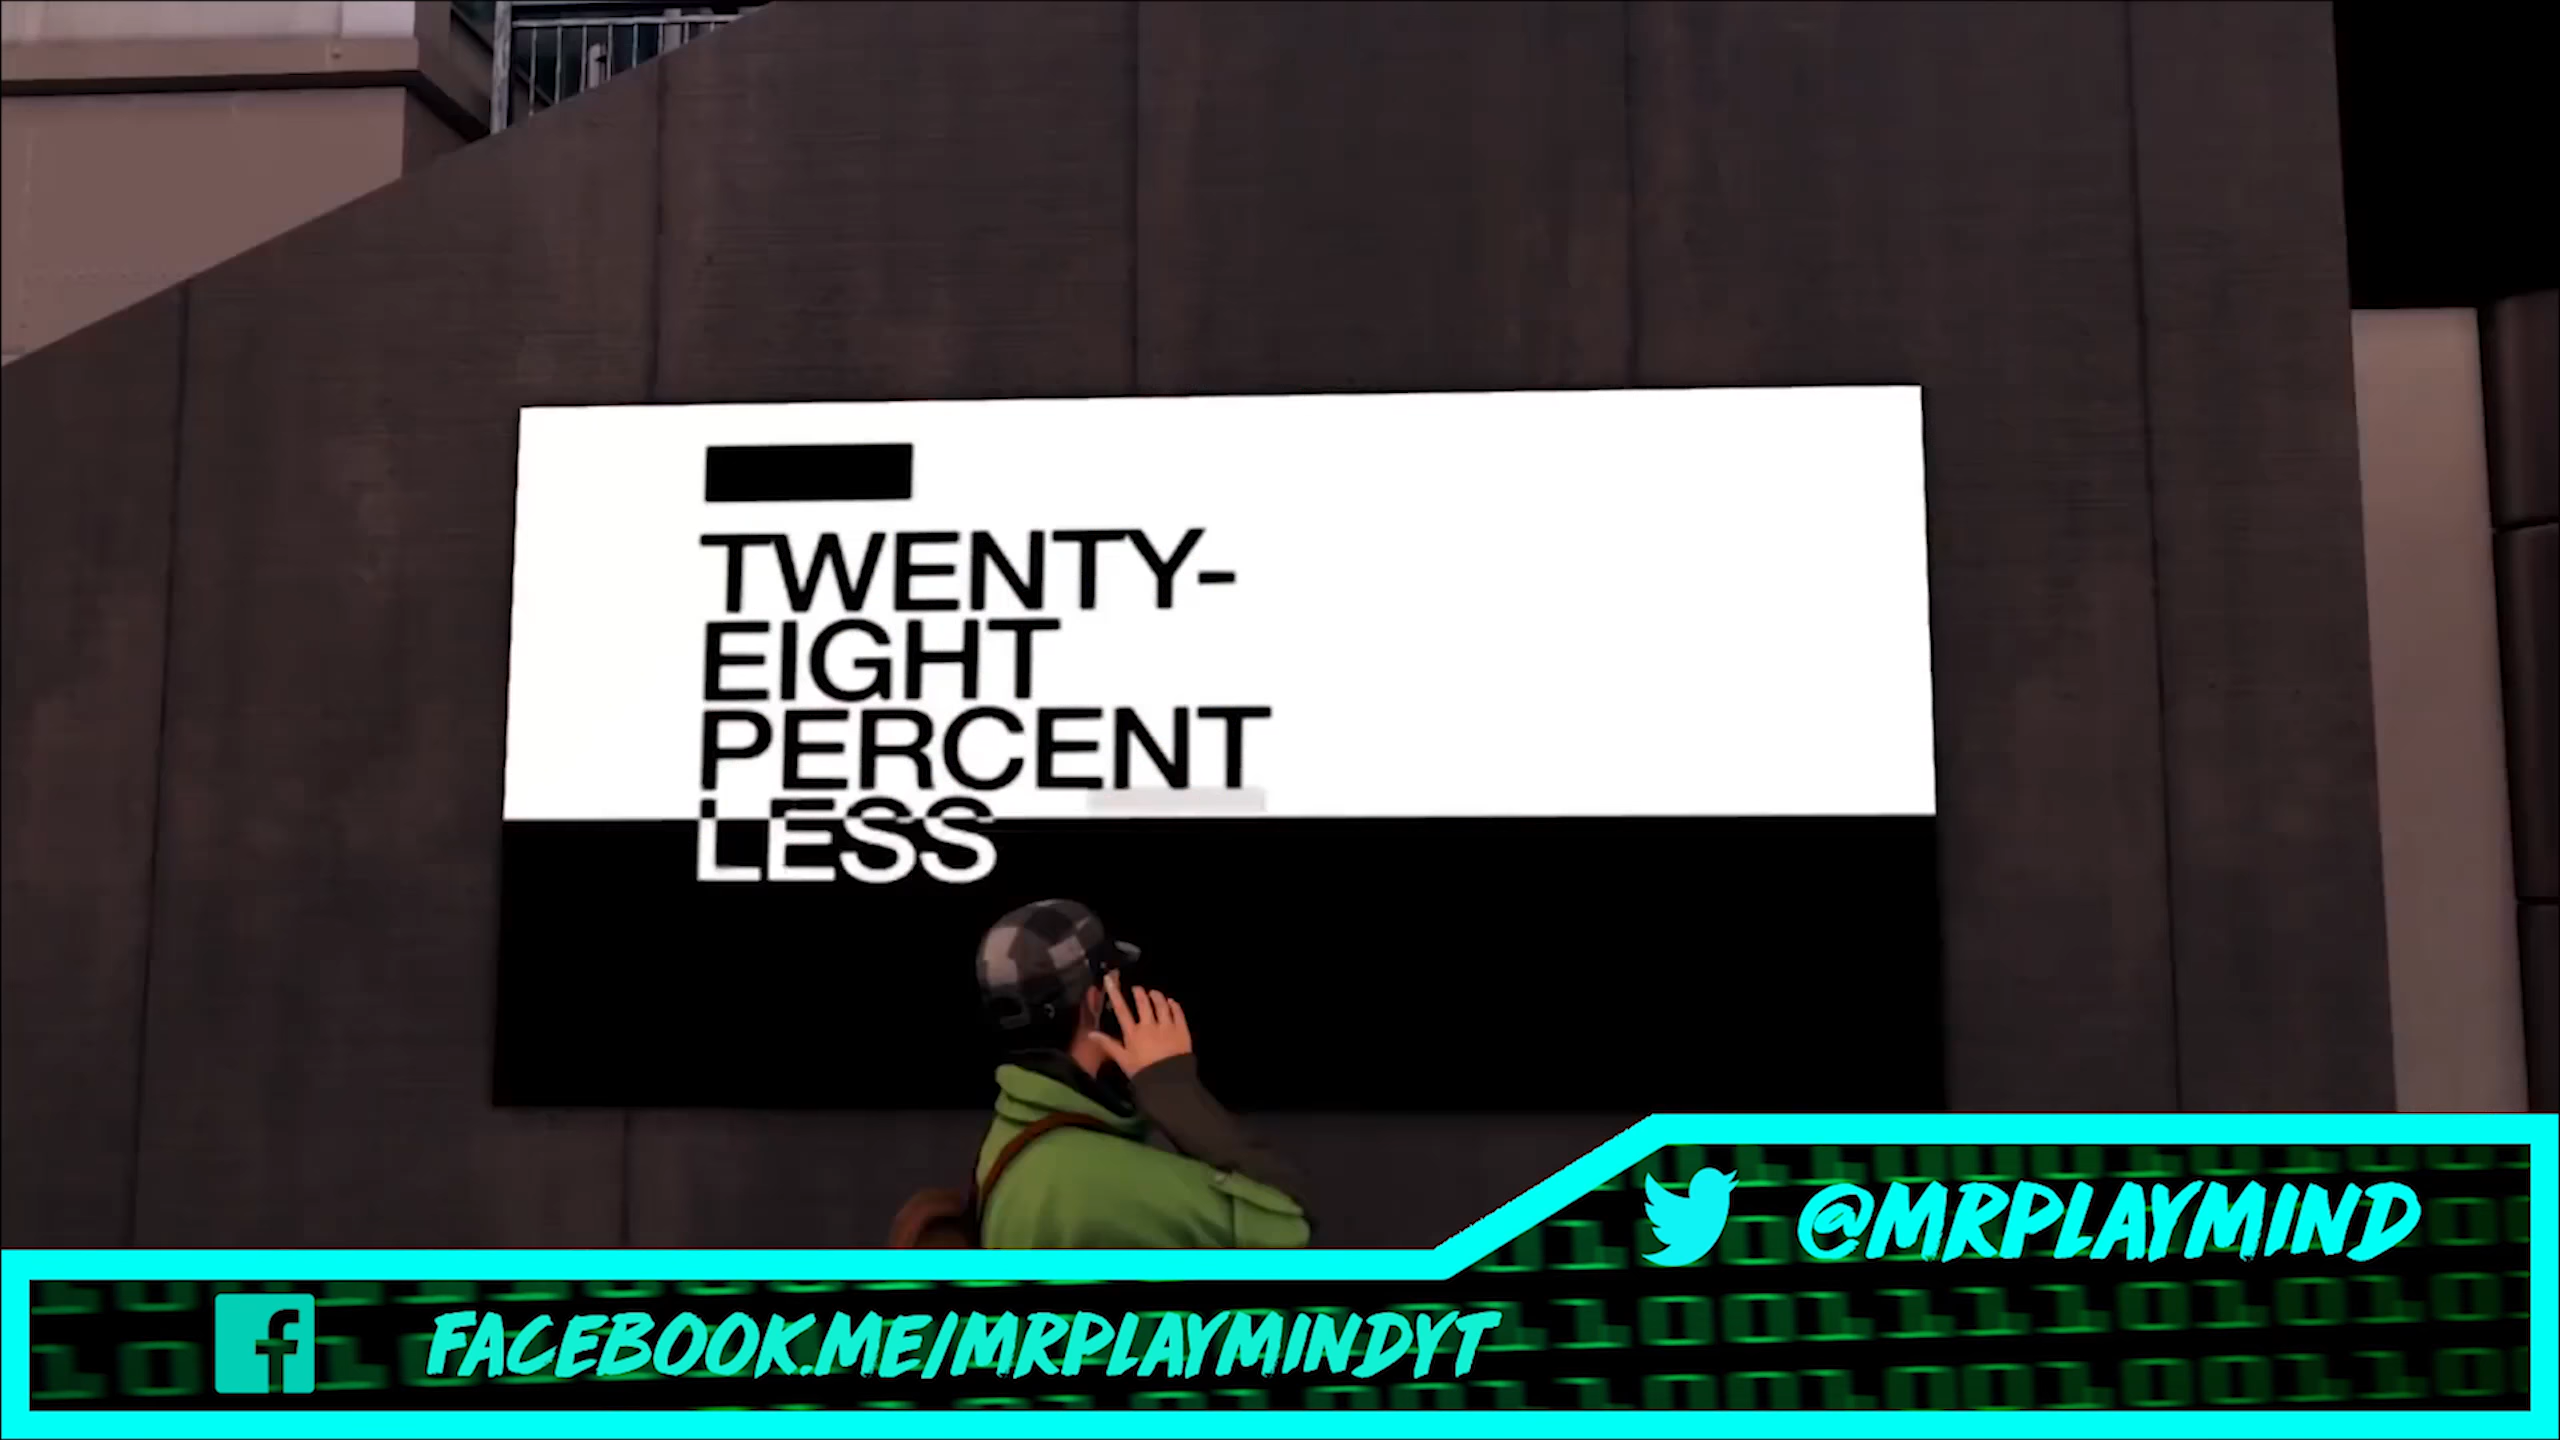 TWENTY-
EIGHT
PERCENT
LESS
@MRPLAYMIND
FACEBOOK.ME/MRPLAYMINDYT